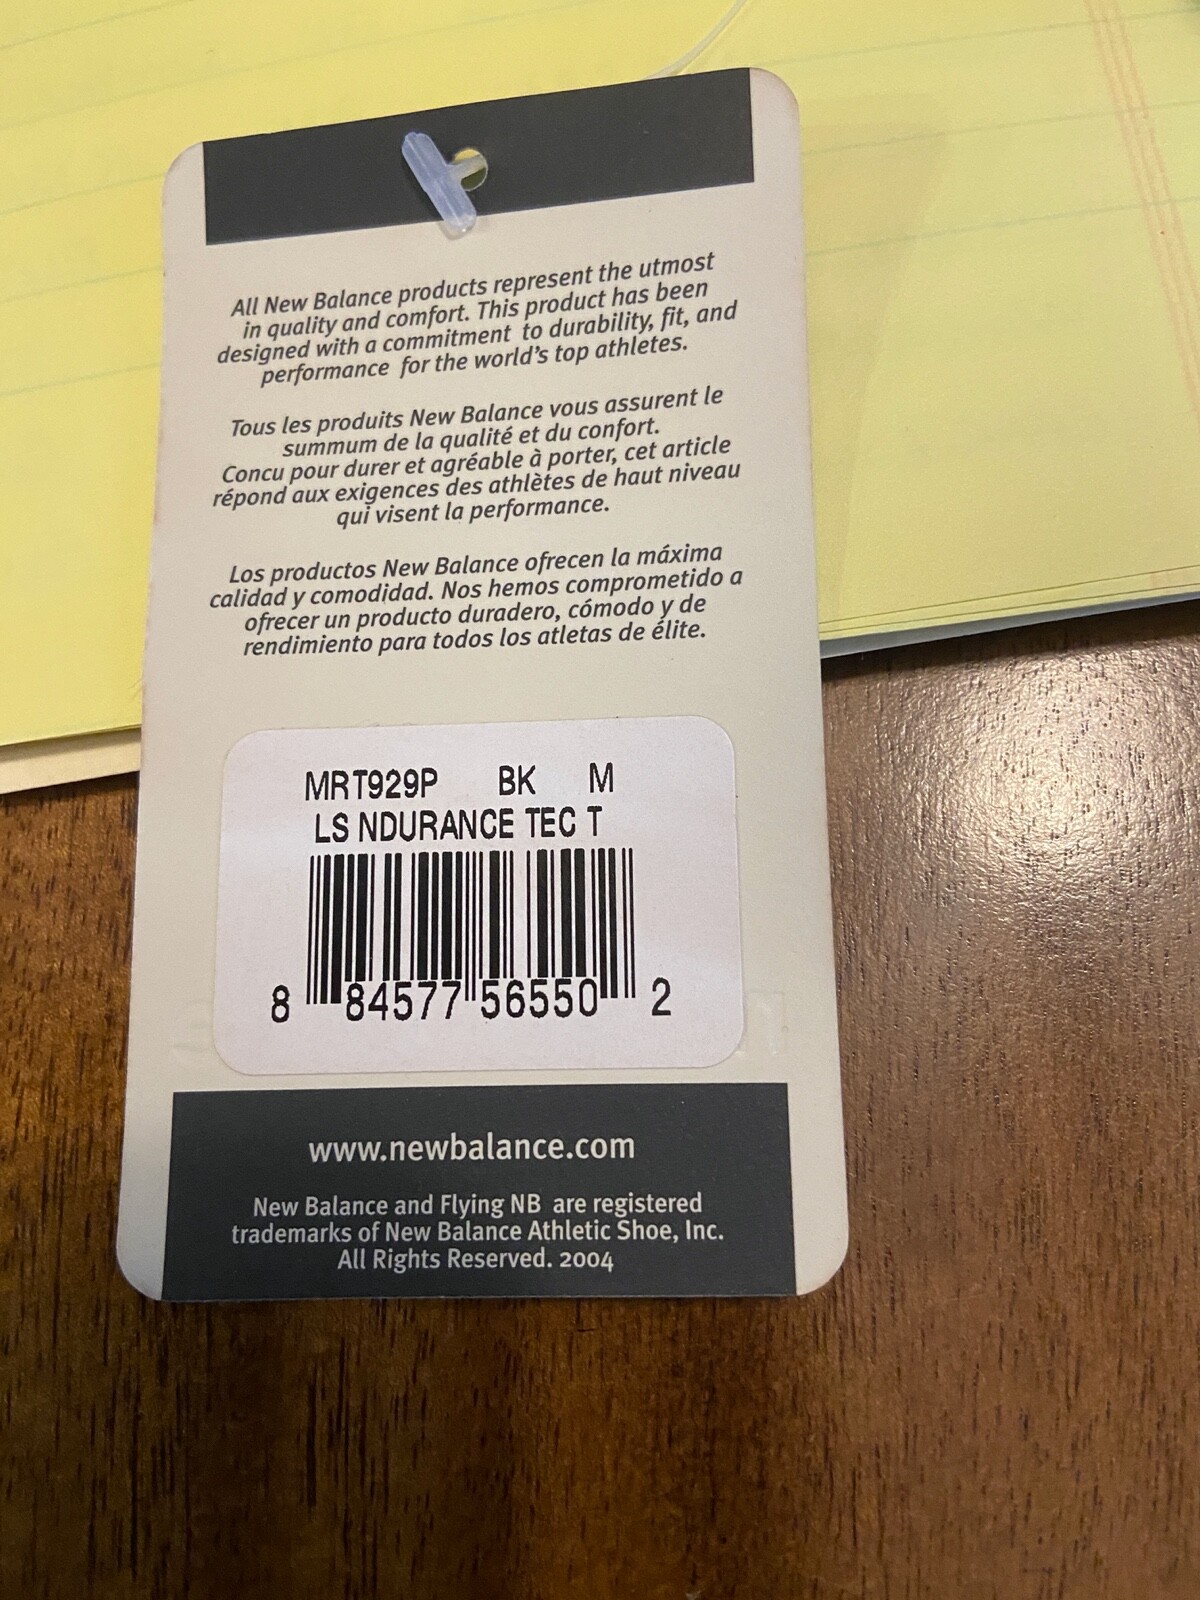 All New Balance products represent the utmost
in quality and comfort. This product has been
designed with a commitment to durability, fit, and
performance for the world's top athletes.
Tous les produits New Balance vous assurent le
summum de la qualité et du confort.
Concu pour durer et agréable à porter, cet article
répond aux exigences des athlètes de haut niveau
qui visent la performance.
Los productos New Balance ofrecen la máxima
calidad y comodidad. Nos hemos comprometido a
ofrecer un producto duradero, cómodo y de
rendimiento para todos los atletas de élite.
MRT929P BK M
LS NDURANCE TEC T
8 84577 56550 2
www.newbalance.com
New Balance and Flying NB are registered
trademarks of New Balance Athletic Shoe, Inc.
All Rights Reserved. 2004